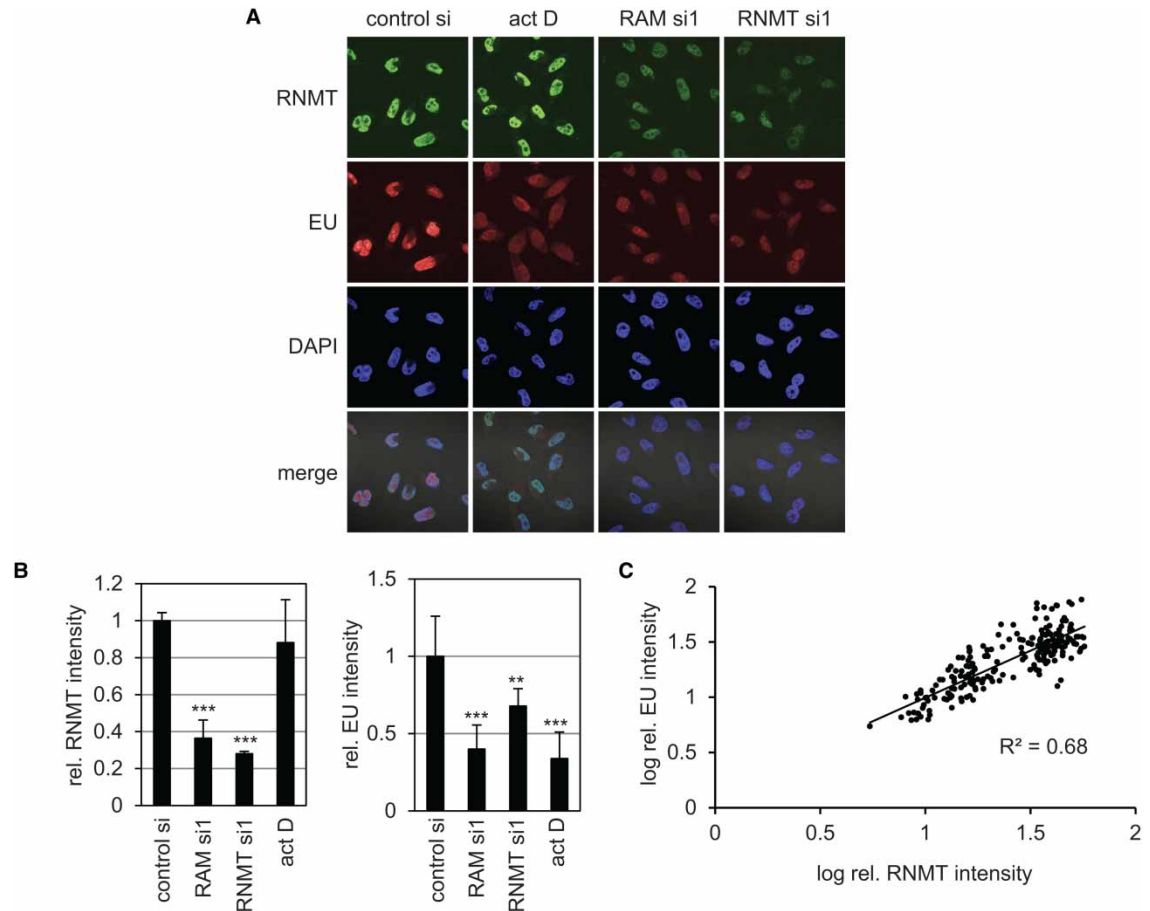 A
control si act D RAM si1 RNMT si1
RNMT
EU
DAPI
merge
B
rel. RNMT intensity
1.2
1
0.8
0.6
0.4
0.2
0
***
***
control si
RAM si1
RNMT si1
act D
rel. EU intensity
1.5
1
0.5
0
***
**
***
control si
RAM si1
RNMT si1
act D
C
log rel. EU intensity
2
1.5
1
0.5
0
R² = 0.68
0 0.5 1 1.5 2
log rel. RNMT intensity